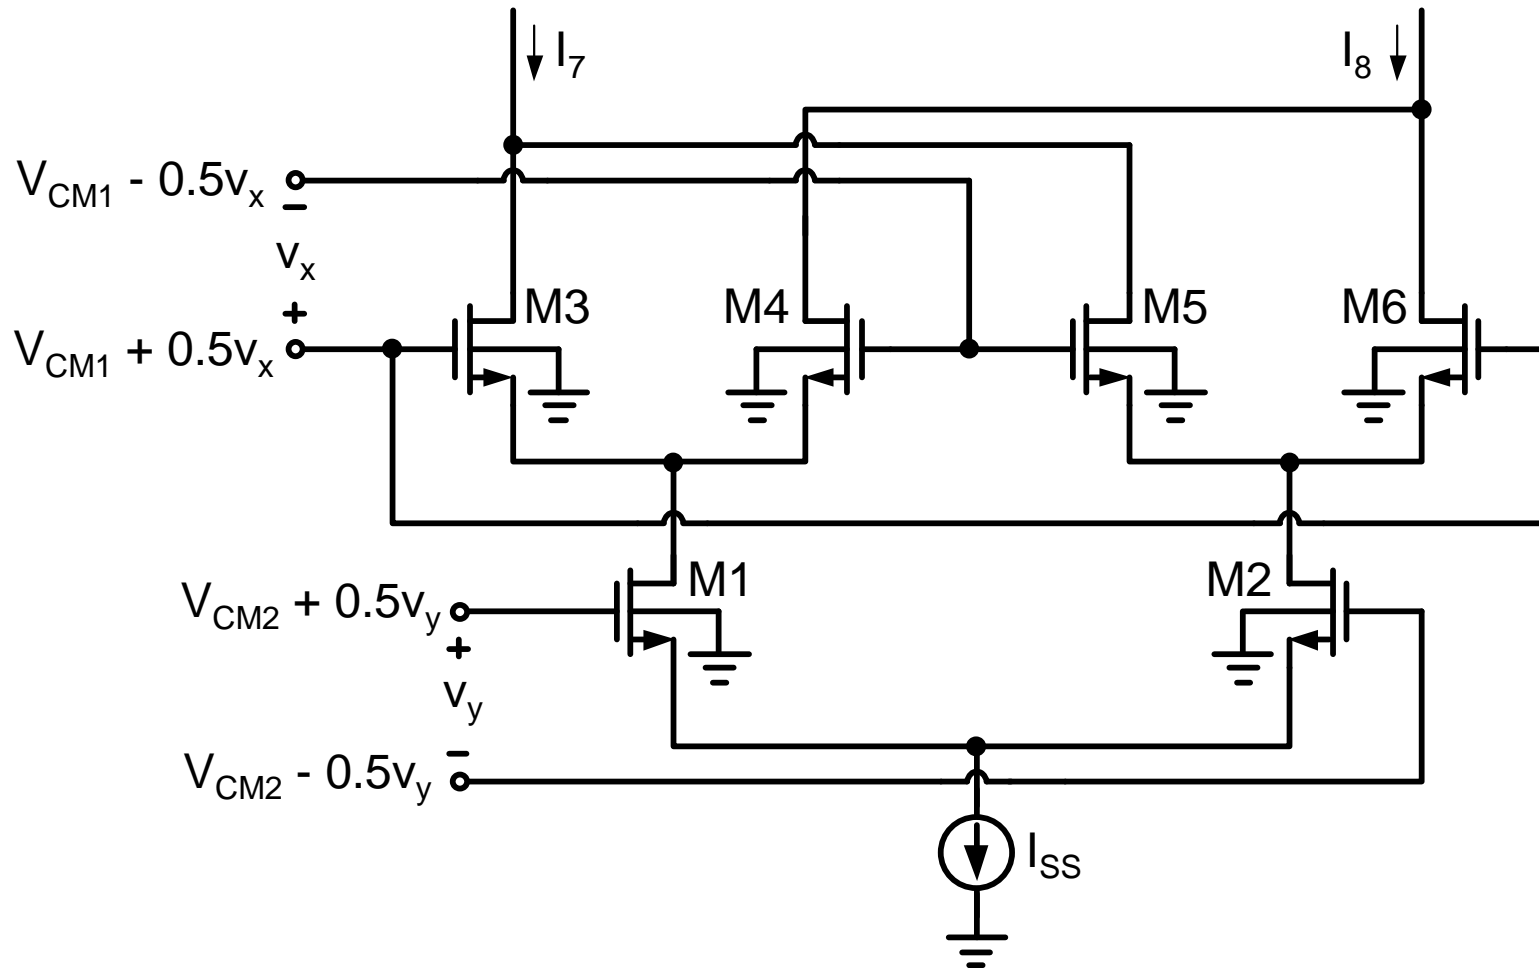 I7 I8
VCM1 - 0.5vx
−
vx
+
M3 M4 M5 M6
VCM1 + 0.5vx
M1 M2
VCM2 + 0.5vy
+
vy
−
VCM2 - 0.5vy
ISS